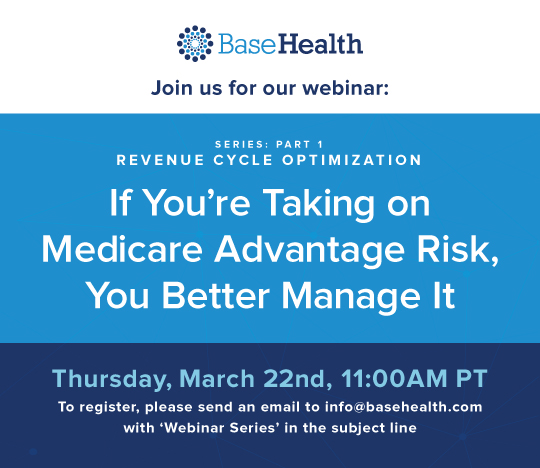 BaseHealth
Join us for our webinar:
SERIES: PART 1
REVENUE CYCLE OPTIMIZATION
If You’re Taking on
Medicare Advantage Risk,
You Better Manage It
Thursday, March 22nd, 11:00AM PT
To register, please send an email to info@basehealth.com
with ‘Webinar Series’ in the subject line